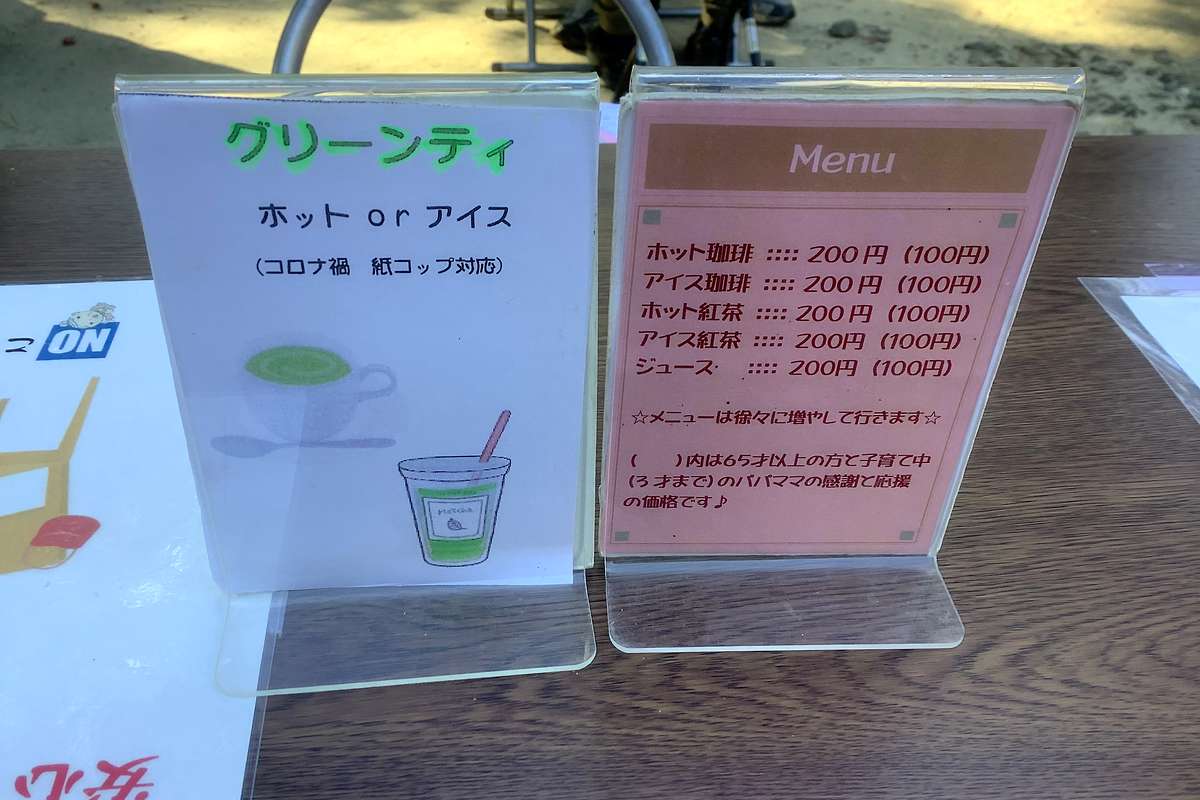 グリーンティ
ホット or アイス
(コロナ禍 紙コップ対応)
Matcha
Menu
ホット珈琲 :::: 200円 (100円)
アイス珈琲 :::: 200円 (100円)
ホット紅茶 :::: 200円 (100円)
アイス紅茶 :::: 200円 (100円)
ジュース :::: 200円 (100円)
☆メニューは徐々に増やして行きます☆
( )内は65才以上の方と子育て中
(3才まで)のパパママの感謝と応援
の価格です♪
NO
安心